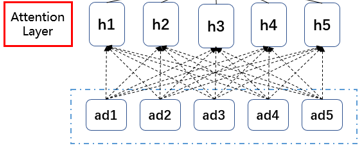 Attention
Layer
h1 h2 h3 h4 h5
ad1 ad2 ad3 ad4 ad5